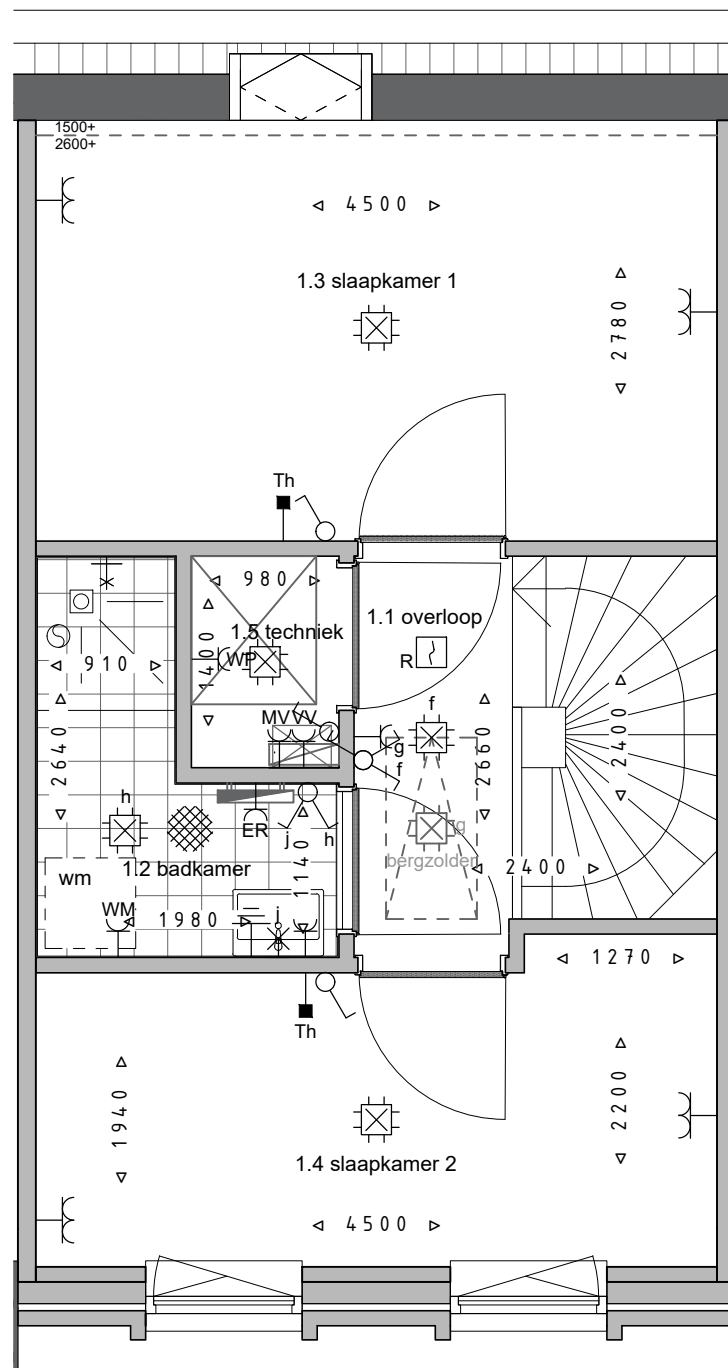 1500+
2600+
4500
2780
1.3 slaapkamer 1
Th
980
1.1 overloop
1.5 techniek
R
WP
910
1400
f
MV VV
g
f
2640
2660
2400
h
ER
j
h
g
bergzolder
1.2 badkamer
2400
wm
1140
WM
1980
j
1270
Th
1940
2200
1.4 slaapkamer 2
4500